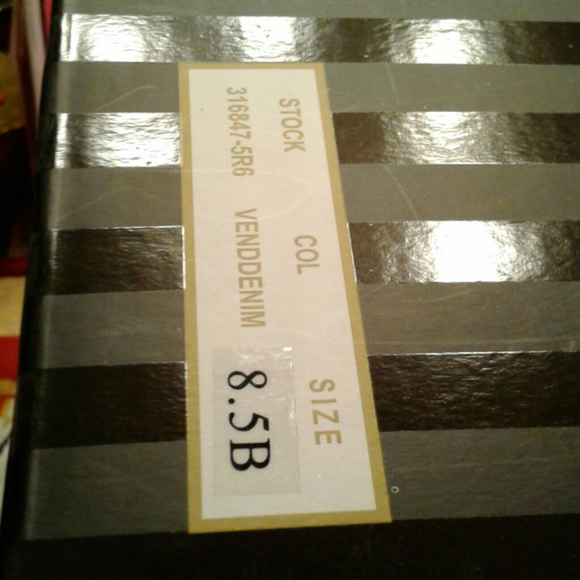 STOCK COL SIZE
316847-5R6 VENDDENIM 8.5B